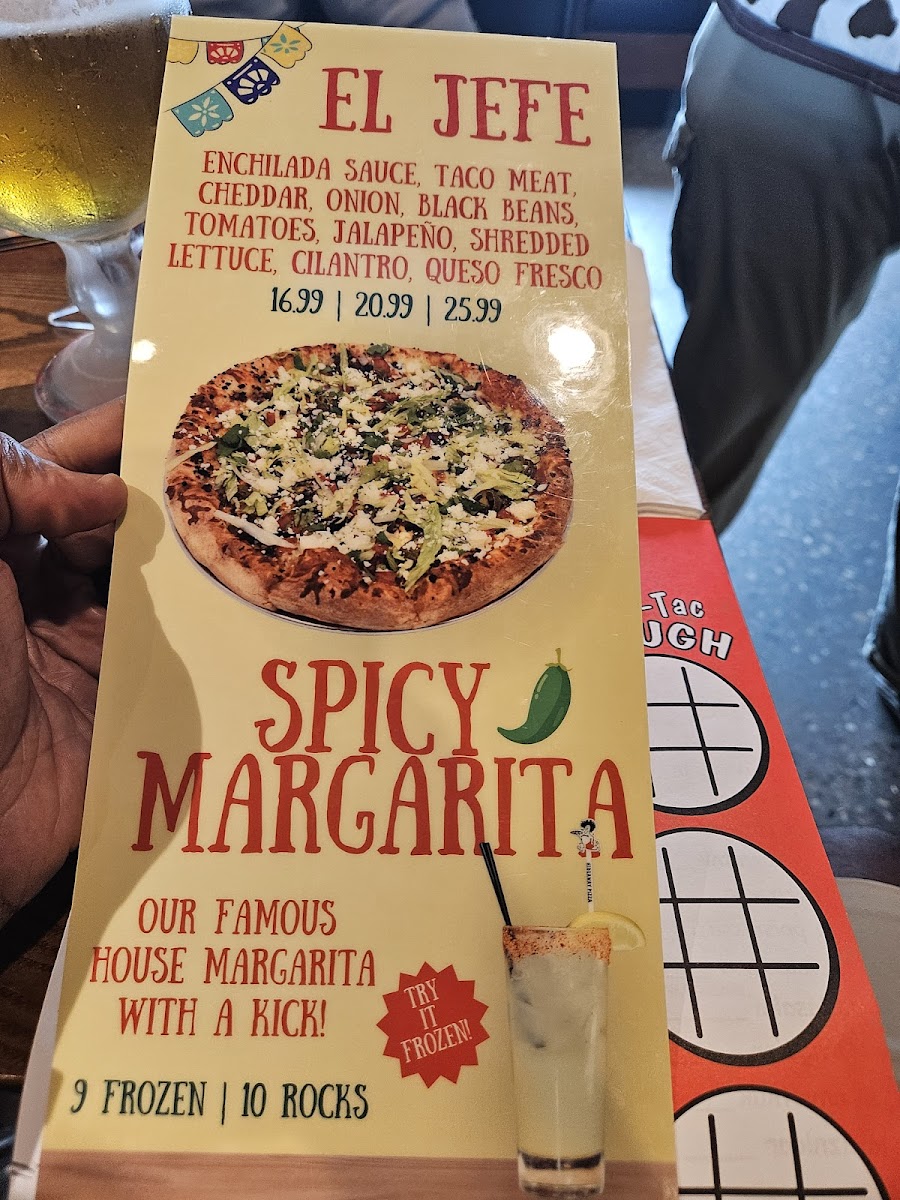 EL JEFE
ENCHILADA SAUCE, TACO MEAT,
CHEDDAR, ONION, BLACK BEANS,
TOMATOES, JALAPEÑO, SHREDDED
LETTUCE, CILANTRO, QUESO FRESCO
16.99 | 20.99 | 25.99
SPICY
MARGARITA
OUR FAMOUS
HOUSE MARGARITA
WITH A KICK!
TRY
IT
FROZEN!
9 FROZEN | 10 ROCKS
HIDEAWAY PIZZA
-Tac
UGH